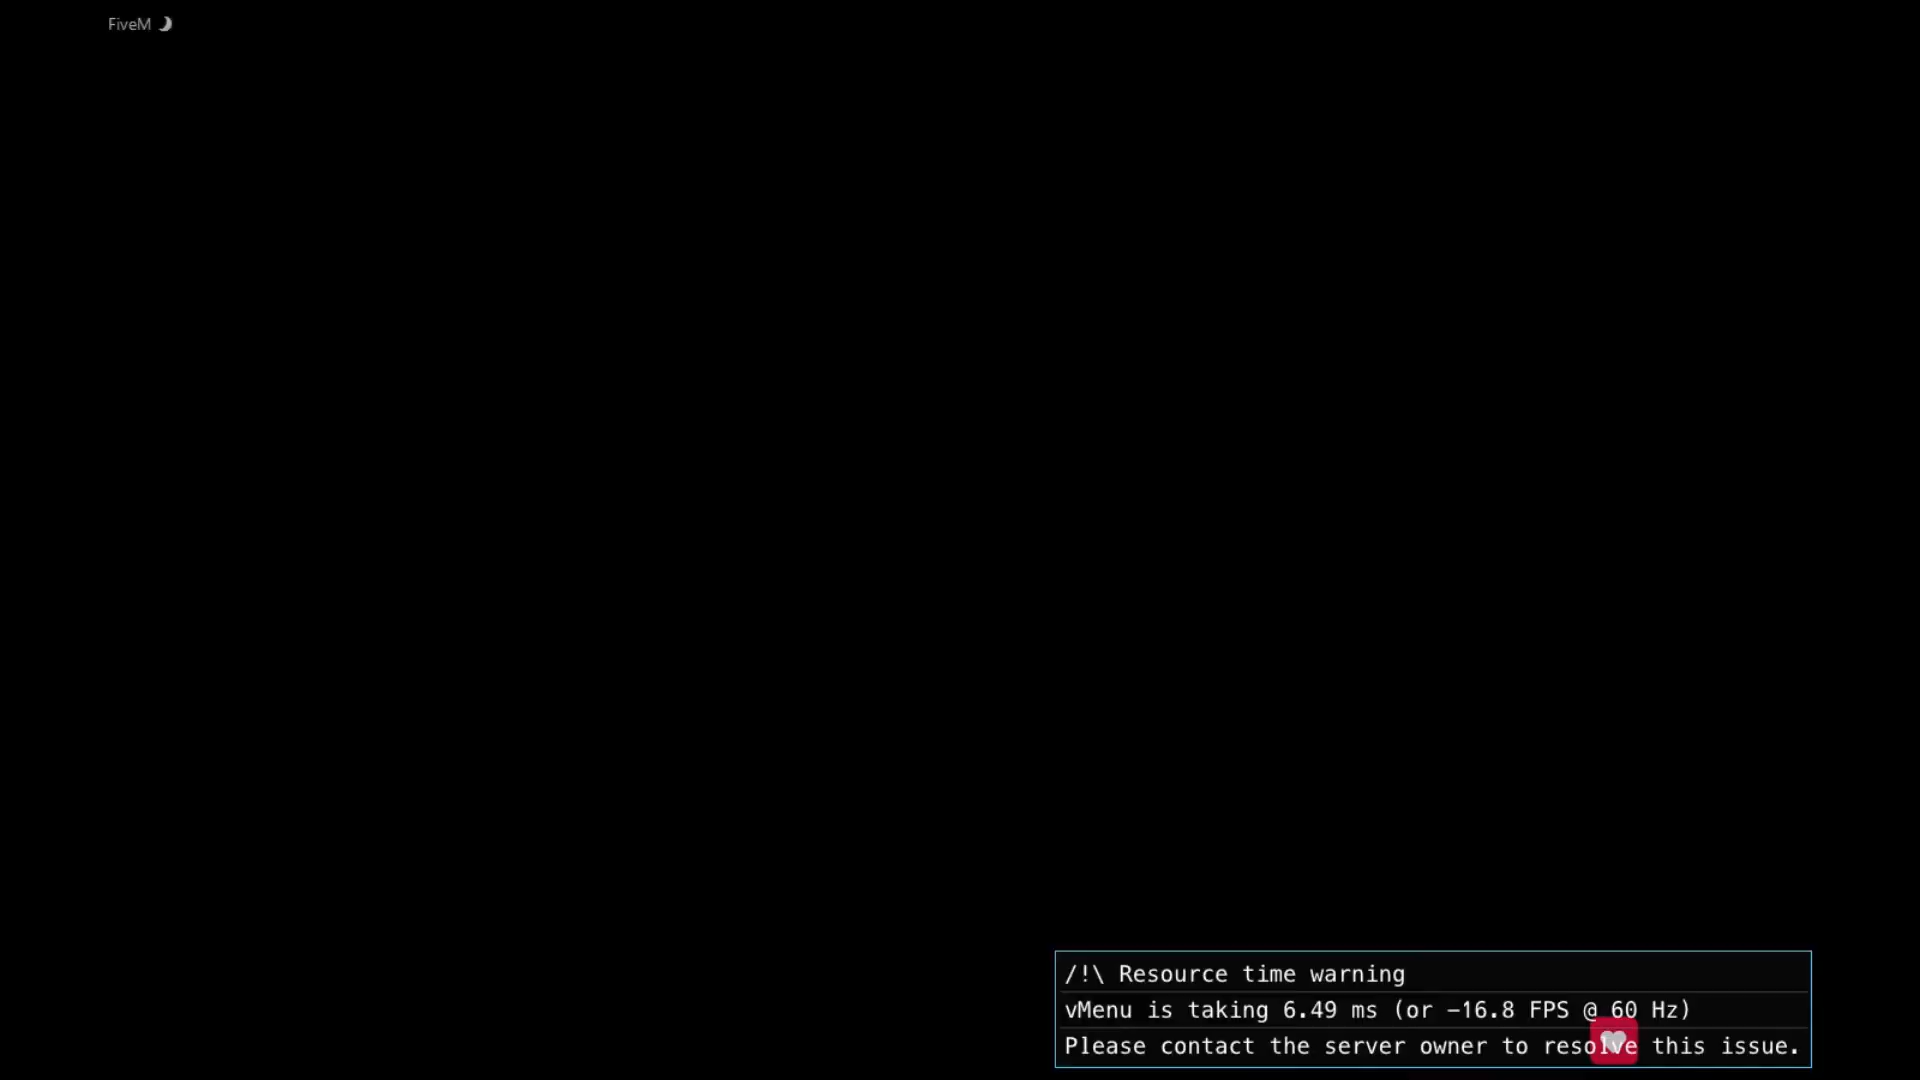 FiveM
/!\ Resource time warning
vMenu is taking 6.49 ms (or −16.8 FPS @ 60 Hz)
Please contact the server owner to resolve this issue.